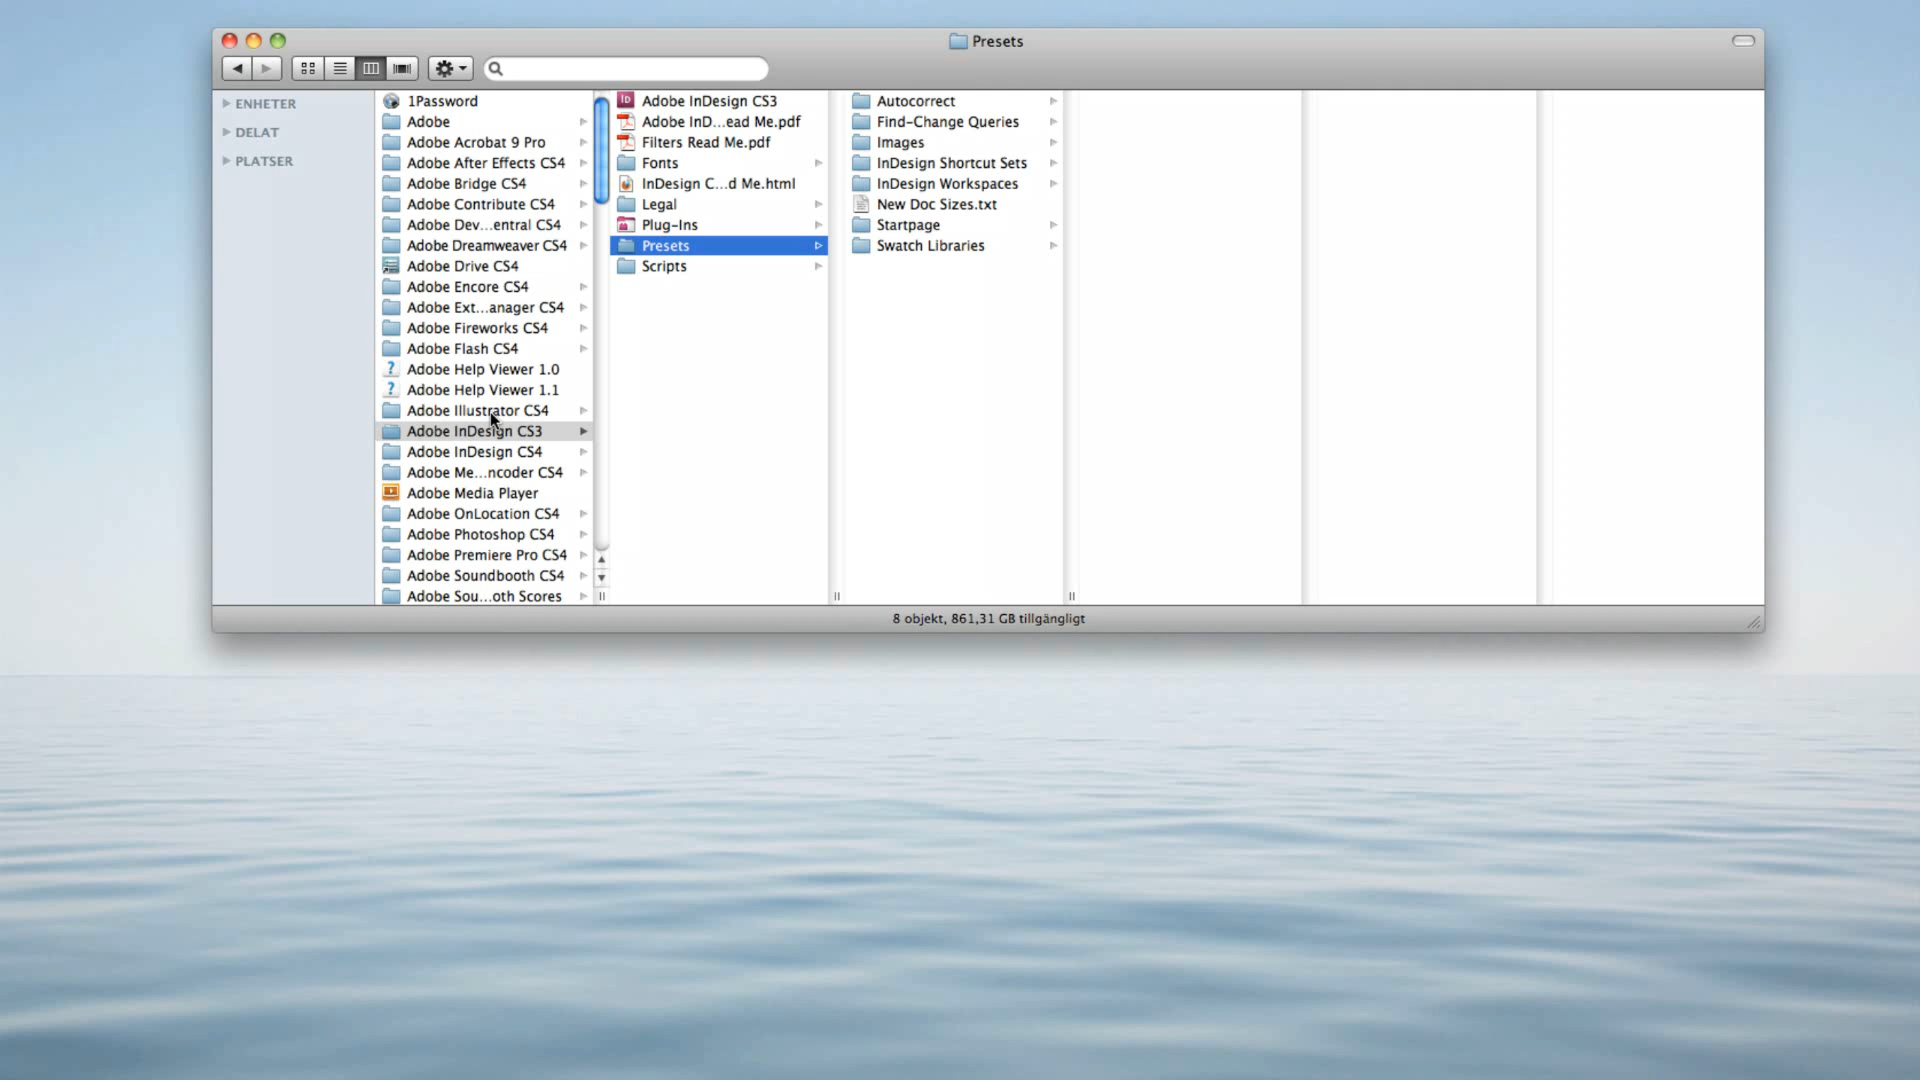 Presets
ENHETER
DELAT
PLATSER
1Password
Adobe
Adobe Acrobat 9 Pro
Adobe After Effects CS4
Adobe Bridge CS4
Adobe Contribute CS4
Adobe Dev...entral CS4
Adobe Dreamweaver CS4
Adobe Drive CS4
Adobe Encore CS4
Adobe Ext...anager CS4
Adobe Fireworks CS4
Adobe Flash CS4
Adobe Help Viewer 1.0
Adobe Help Viewer 1.1
Adobe Illustrator CS4
Adobe InDesign CS3
Adobe InDesign CS4
Adobe Me...ncoder CS4
Adobe Media Player
Adobe OnLocation CS4
Adobe Photoshop CS4
Adobe Premiere Pro CS4
Adobe Soundbooth CS4
Adobe Sou...oth Scores
Adobe InDesign CS3
Adobe InD...ead Me.pdf
Filters Read Me.pdf
Fonts
InDesign C...d Me.html
Legal
Plug-Ins
Presets
Scripts
Autocorrect
Find-Change Queries
Images
InDesign Shortcut Sets
InDesign Workspaces
New Doc Sizes.txt
Startpage
Swatch Libraries
8 objekt, 861,31 GB tillgängligt